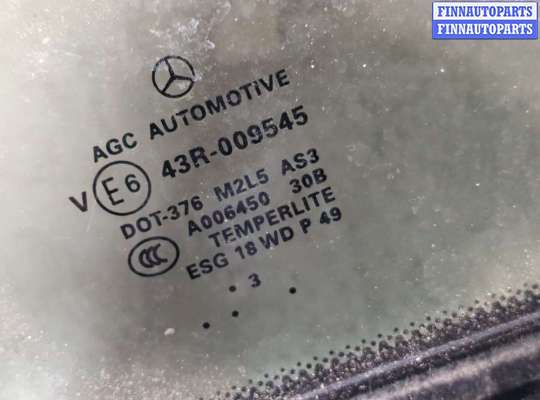 FINNAUTOPARTS
FINNAUTOPARTS
AGC AUTOMOTIVE
V E6 43R-009545
DOT-376 M2L5 AS3
A006450 30B
CCC TEMPERLITE
ESG 18 WD P 49
. 3 .
. . .